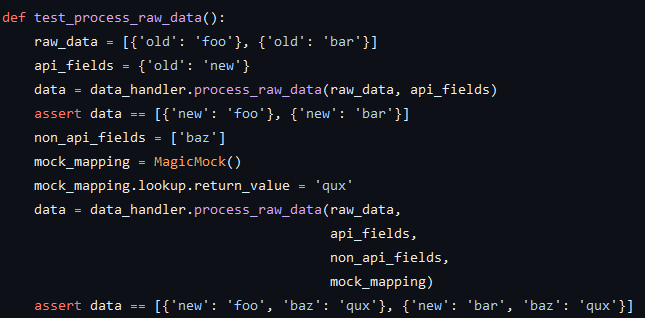 def test_process_raw_data():
    raw_data = [{'old': 'foo'}, {'old': 'bar'}]
    api_fields = {'old': 'new'}
    data = data_handler.process_raw_data(raw_data, api_fields)
    assert data == [{'new': 'foo'}, {'new': 'bar'}]
    non_api_fields = ['baz']
    mock_mapping = MagicMock()
    mock_mapping.lookup.return_value = 'qux'
    data = data_handler.process_raw_data(raw_data,
                                         api_fields,
                                         non_api_fields,
                                         mock_mapping)
    assert data == [{'new': 'foo', 'baz': 'qux'}, {'new': 'bar', 'baz': 'qux'}]